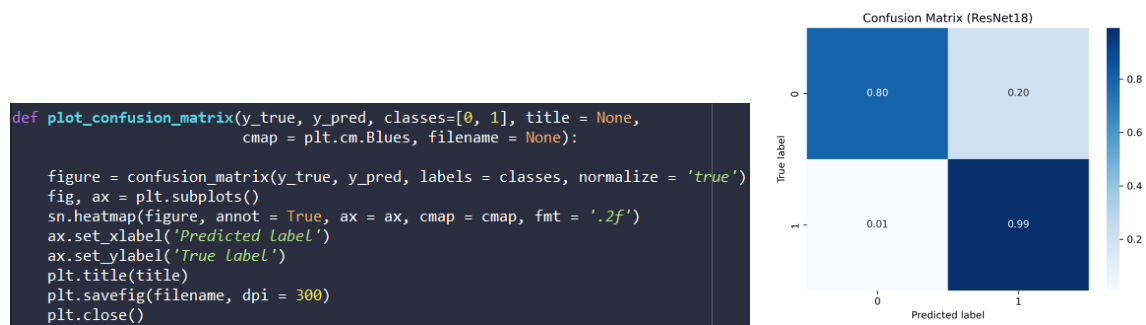 def plot_confusion_matrix(y_true, y_pred, classes=[0, 1], title = None,
cmap = plt.cm.Blues, filename = None):
figure = confusion_matrix(y_true, y_pred, labels = classes, normalize = 'true')
fig, ax = plt.subplots()
sn.heatmap(figure, annot = True, ax = ax, cmap = cmap, fmt = '.2f')
ax.set_xlabel('Predicted label')
ax.set_ylabel('True label')
plt.title(title)
plt.savefig(filename, dpi = 300)
plt.close()
Confusion Matrix (ResNet18)
True label
0
0.80
0.20
1
0.01
0.99
0
1
Predicted label
0.8
0.6
0.4
0.2